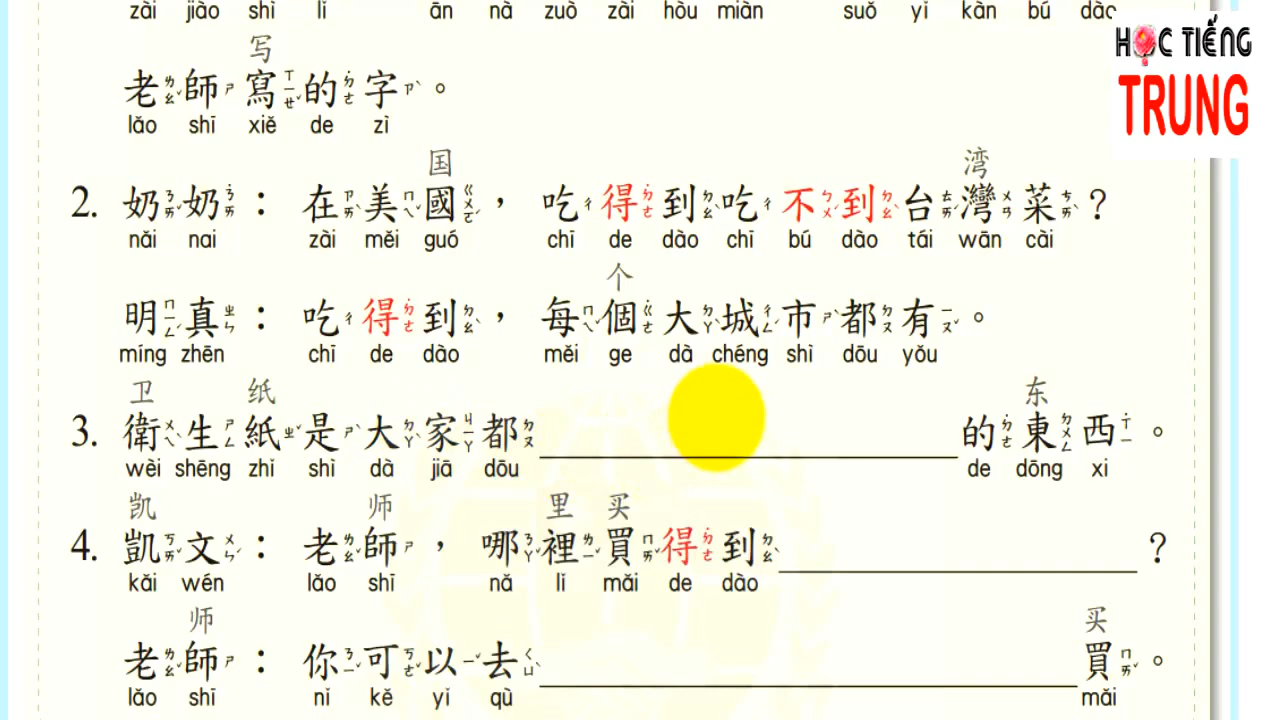 zài jiào shì lǐ ān nà zuò zài hòu miàn suǒ yǐ kàn bú dào
HỌC TIẾNG
TRUNG
写
老師寫的字。
lǎo shī xiě de zì
国 湾
2. 奶奶：在美國，吃得到吃不到台灣菜？
nǎi nai zài měi guó chī de dào chī bú dào tái wān cài
个
明真：吃得到，每個大城市都有。
míng zhēn chī de dào měi ge dà chéng shì dōu yǒu
卫 纸 东
3. 衛生紙是大家都 的東西。
wèi shēng zhǐ shì dà jiā dōu de dōng xi
凯 师 里 买
4. 凱文：老師，哪裡買得到 ？
kǎi wén lǎo shī nǎ lǐ mǎi de dào
师 买
老師：你可以去 買。
lǎo shī nǐ kě yǐ qù mǎi